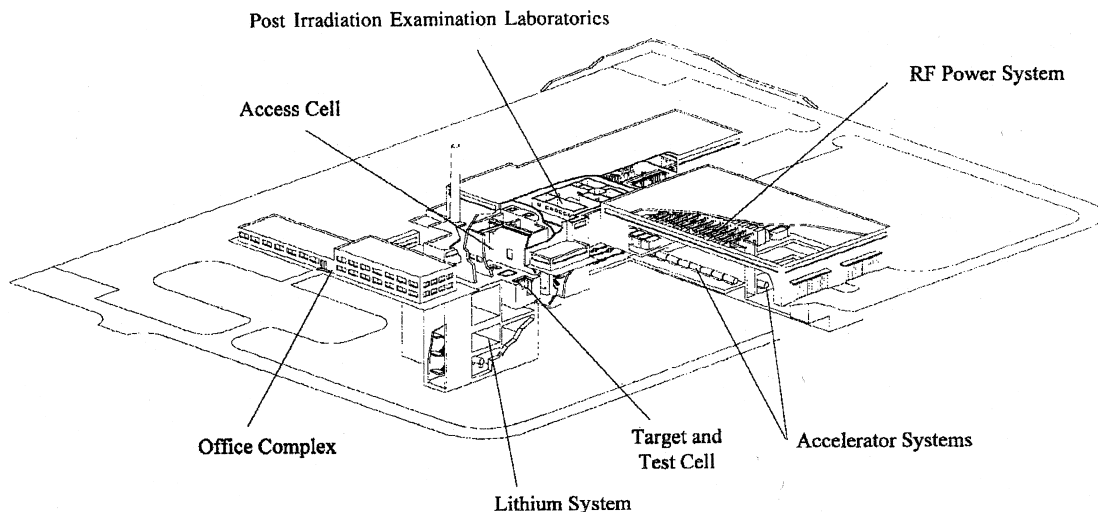 Post Irradiation Examination Laboratories
RF Power System
Access Cell
Office Complex
Target and
Test Cell
Accelerator Systems
Lithium System